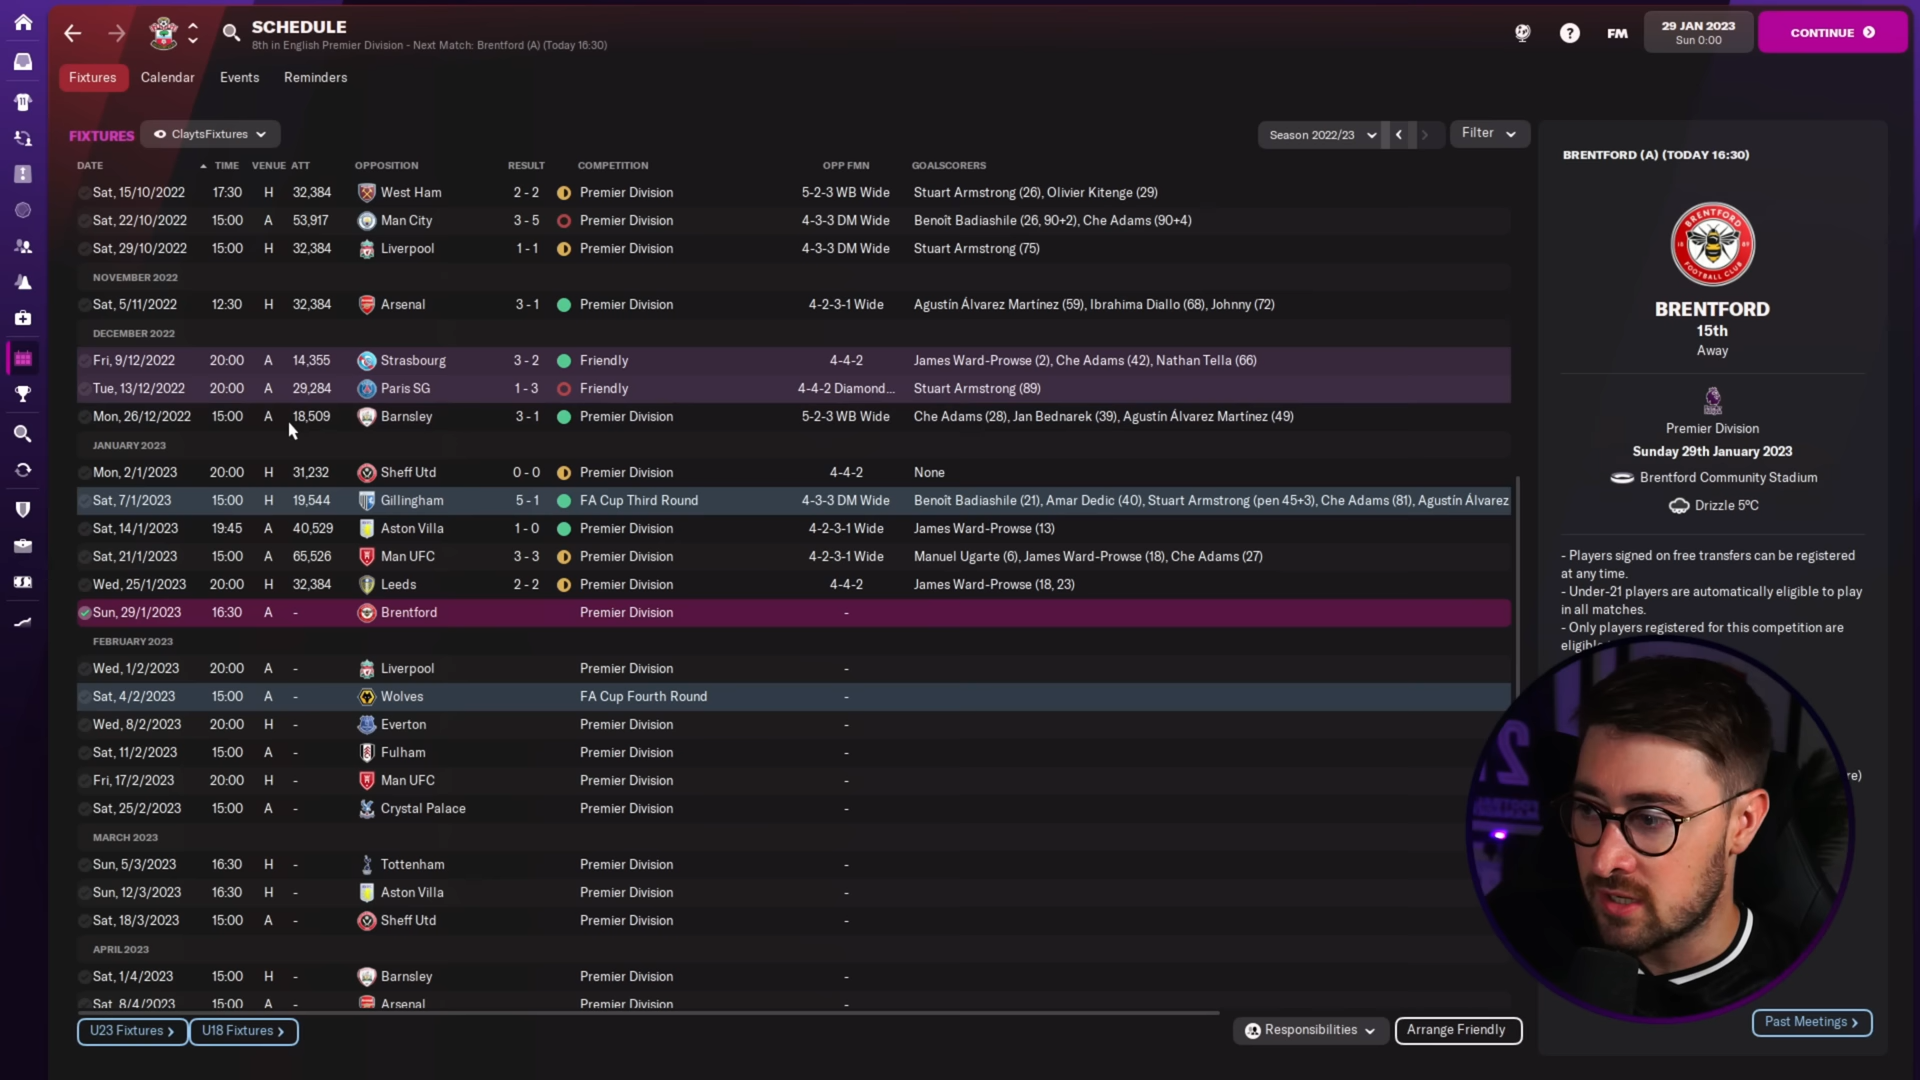 SCHEDULE
8th in English Premier Division - Next Match: Brentford (A) (Today 16:30)
FM
29 JAN 2023
Sun 0:00
CONTINUE
Fixtures Calendar Events Reminders
FIXTURES ClaytsFixtures Season 2022/23 Filter
DATE TIME VENUE ATT OPPOSITION RESULT COMPETITION OPP FMN GOALSCORERS
Sat, 15/10/2022 17:30 H 32,384 West Ham 2 - 2 Premier Division 5-2-3 WB Wide Stuart Armstrong (26), Olivier Kitenge (29)
Sat, 22/10/2022 15:00 A 53,917 Man City 3 - 5 Premier Division 4-3-3 DM Wide Benoît Badiashile (26, 90+2), Che Adams (90+4)
Sat, 29/10/2022 15:00 H 32,384 Liverpool 1 - 1 Premier Division 4-3-3 DM Wide Stuart Armstrong (75)
NOVEMBER 2022
Sat, 5/11/2022 12:30 H 32,384 Arsenal 3 - 1 Premier Division 4-2-3-1 Wide Agustín Álvarez Martínez (59), Ibrahima Diallo (68), Johnny (72)
DECEMBER 2022
Fri, 9/12/2022 20:00 A 14,355 Strasbourg 3 - 2 Friendly 4-4-2 James Ward-Prowse (2), Che Adams (42), Nathan Tella (66)
Tue, 13/12/2022 20:00 A 29,284 Paris SG 1 - 3 Friendly 4-4-2 Diamond... Stuart Armstrong (89)
Mon, 26/12/2022 15:00 A 18,509 Barnsley 3 - 1 Premier Division 5-2-3 WB Wide Che Adams (28), Jan Bednarek (39), Agustín Álvarez Martínez (49)
JANUARY 2023
Mon, 2/1/2023 20:00 H 31,232 Sheff Utd 0 - 0 Premier Division 4-4-2 None
Sat, 7/1/2023 15:00 H 19,544 Gillingham 5 - 1 FA Cup Third Round 4-3-3 DM Wide Benoît Badiashile (21), Amar Dedic (40), Stuart Armstrong (pen 45+3), Che Adams (81), Agustín Álvarez
Sat, 14/1/2023 19:45 A 40,529 Aston Villa 1 - 0 Premier Division 4-2-3-1 Wide James Ward-Prowse (13)
Sat, 21/1/2023 15:00 A 65,526 Man UFC 3 - 3 Premier Division 4-2-3-1 Wide Manuel Ugarte (6), James Ward-Prowse (18), Che Adams (27)
Wed, 25/1/2023 20:00 H 32,384 Leeds 2 - 2 Premier Division 4-4-2 James Ward-Prowse (18, 23)
Sun, 29/1/2023 16:30 A - Brentford Premier Division -
FEBRUARY 2023
Wed, 1/2/2023 20:00 A - Liverpool Premier Division -
Sat, 4/2/2023 15:00 A - Wolves FA Cup Fourth Round -
Wed, 8/2/2023 20:00 H - Everton Premier Division -
Sat, 11/2/2023 15:00 A - Fulham Premier Division -
Fri, 17/2/2023 20:00 H - Man UFC Premier Division -
Sat, 25/2/2023 15:00 A - Crystal Palace Premier Division -
MARCH 2023
Sun, 5/3/2023 16:30 H - Tottenham Premier Division -
Sun, 12/3/2023 16:30 H - Aston Villa Premier Division -
Sat, 18/3/2023 15:00 A - Sheff Utd Premier Division -
APRIL 2023
Sat, 1/4/2023 15:00 H - Barnsley Premier Division -
Sat, 8/4/2023 15:00 A - Arsenal Premier Division -
U23 Fixtures U18 Fixtures Responsibilities Arrange Friendly
BRENTFORD (A) (TODAY 16:30)
BRENTFORD
FOOTBALL CLUB
BRENTFORD
15th
Away
Premier Division
Sunday 29th January 2023
Brentford Community Stadium
Drizzle 5ºC
- Players signed on free transfers can be registered
at any time.
- Under-21 players are automatically eligible to play
in all matches.
- Only players registered for this competition are
re)
Past Meetings